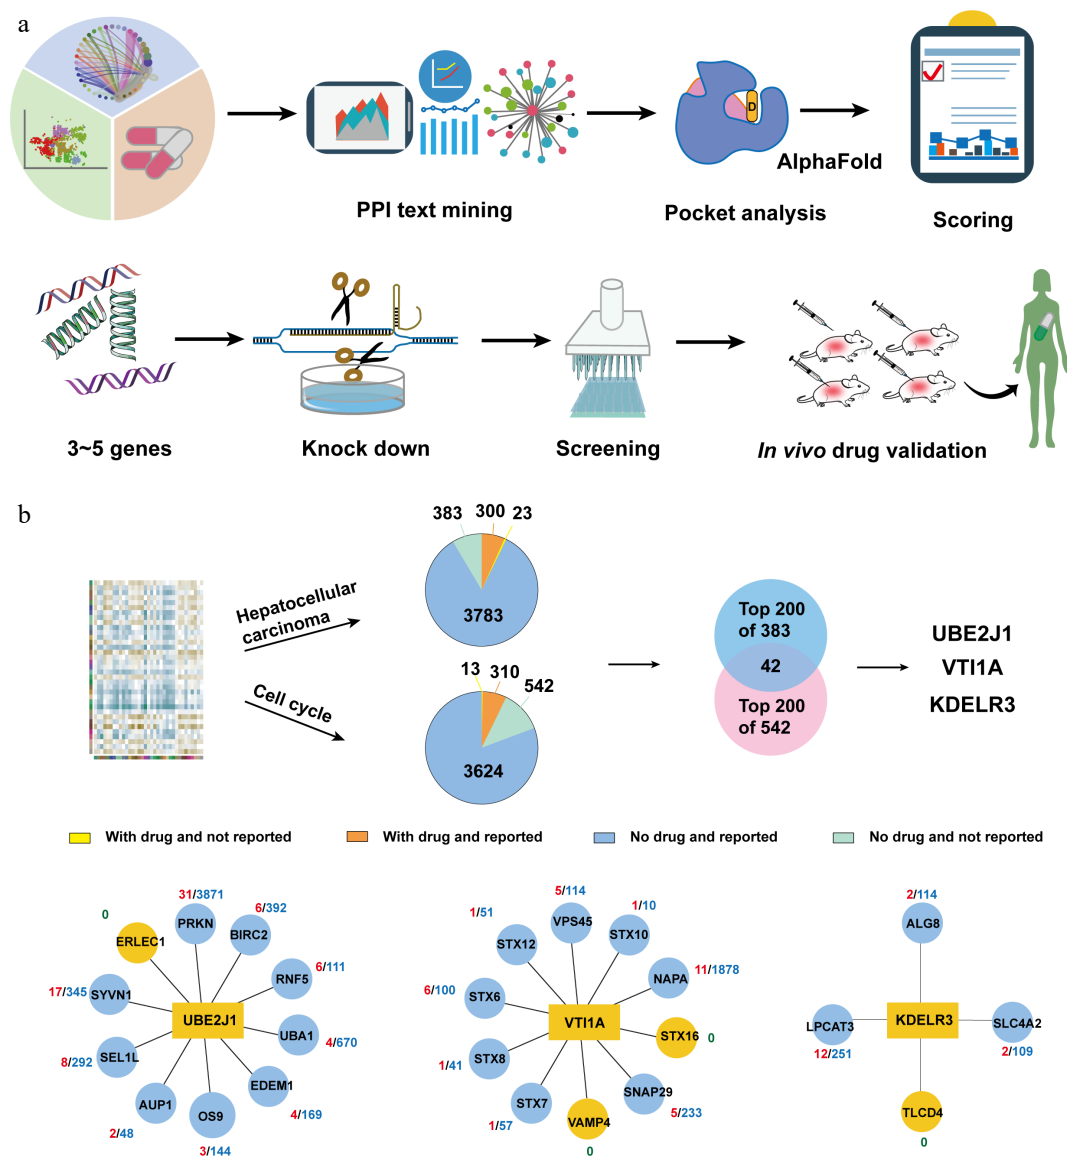 a
D
AlphaFold
PPI text mining
Pocket analysis
Scoring
3~5 genes
Knock down
Screening
In vivo drug validation
b
383
300
23
3783
Hepatocellular
carcinoma
Cell cycle
13
310
542
3624
Top 200
of 383
42
Top 200
of 542
UBE2J1
VTI1A
KDELR3
With drug and not reported
With drug and reported
No drug and reported
No drug and not reported
0
ERLEC1
31/3871
PRKN
6/392
BIRC2
6/111
RNF5
17/345
SYVN1
UBE2J1
UBA1
4/670
8/292
SEL1L
EDEM1
4/169
AUP1
2/48
OS9
3/144
5/114
VPS45
1/51
STX12
1/10
STX10
NAPA
11/1878
6/100
STX6
VTI1A
STX16
0
STX8
1/41
SNAP29
5/233
STX7
1/57
VAMP4
0
2/114
ALG8
LPCAT3
12/251
KDELR3
SLC4A2
2/109
TLCD4
0